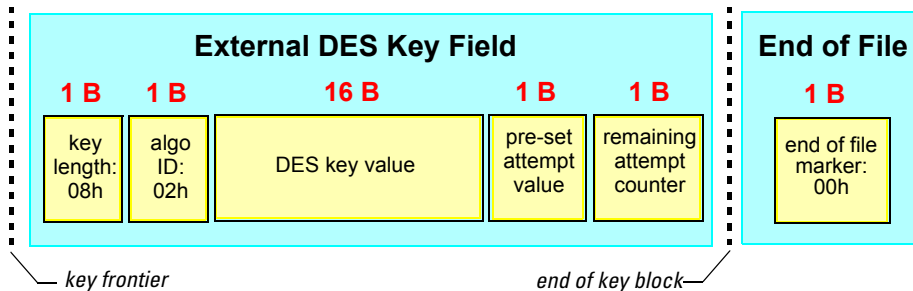 External DES Key Field
End of File
1 B
1 B
16 B
1 B
1 B
1 B
key
length:
08h
algo
ID:
02h
DES key value
pre-set
attempt
value
remaining
attempt
counter
end of file
marker:
00h
key frontier
end of key block